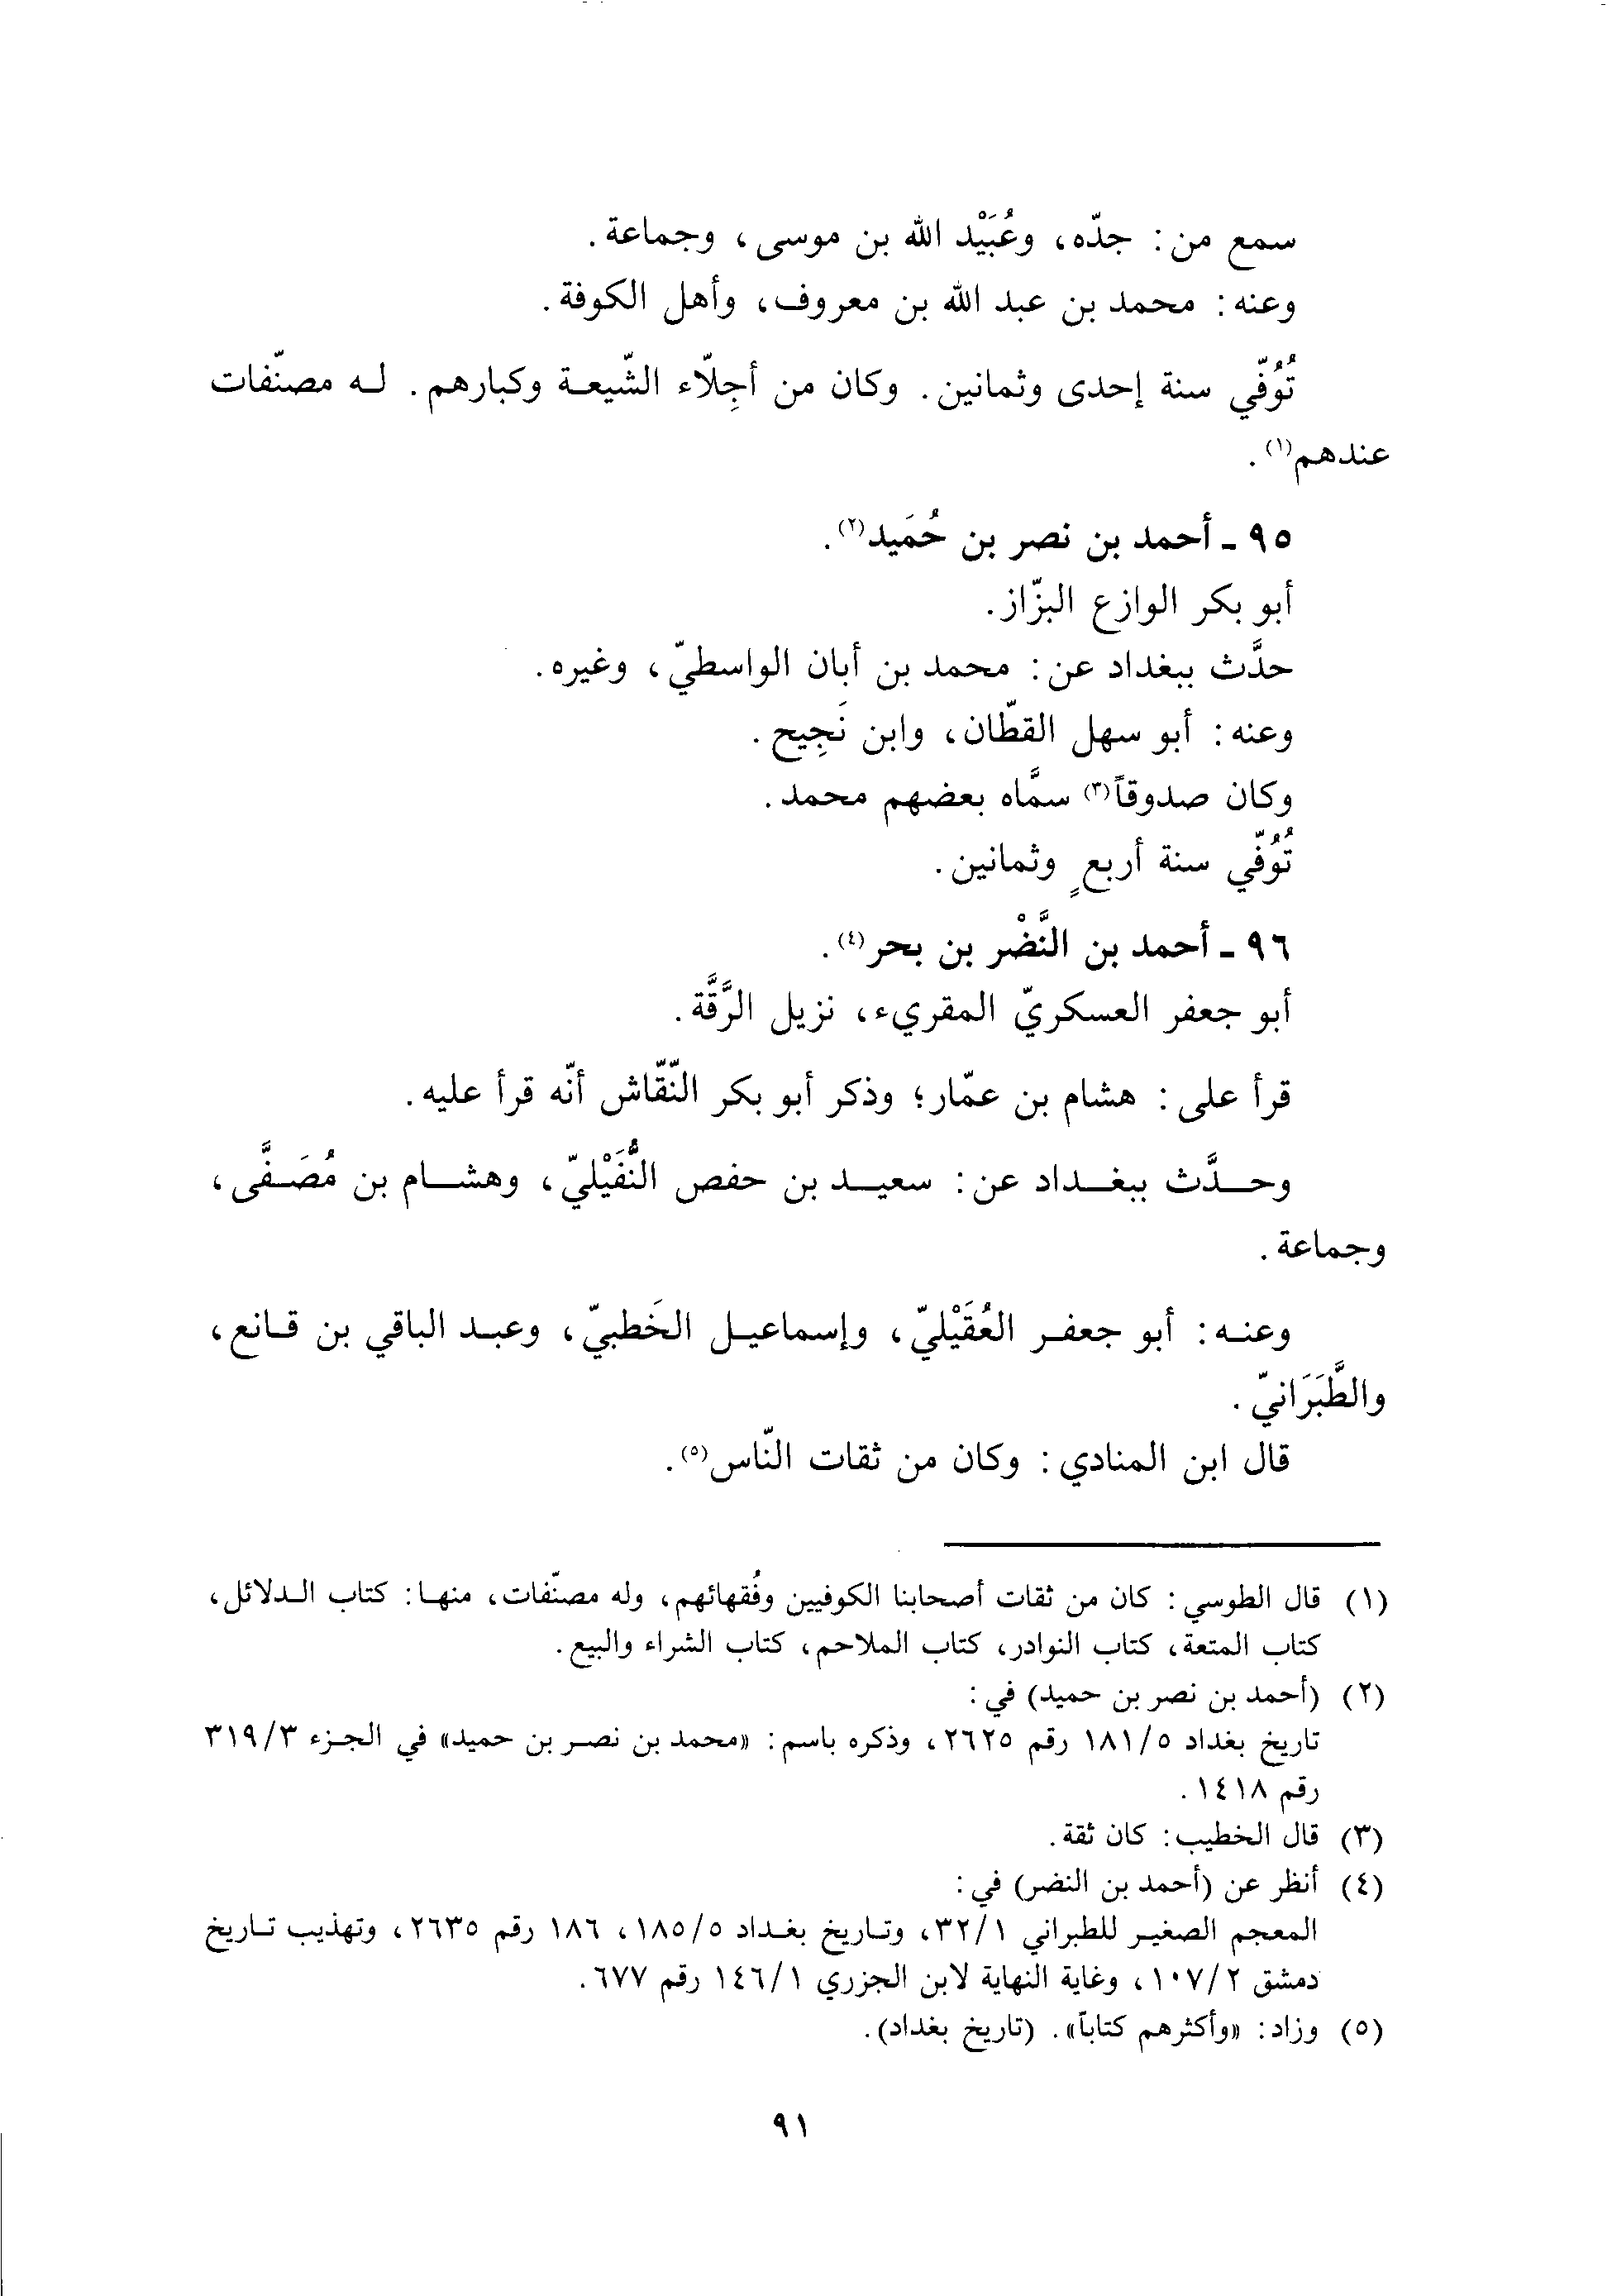 سمع من: جدّه، وعُبَيْد الله بن موسى، وجماعة.
وعنه: محمد بن عبد الله بن معروف، وأهل الكوفة.
تُوُفّي سنة إحدى وثمانين. وكان من أجِلّاء الشّيعة وكبارهم. له مصنّفات
عندهم(١).
٩٥ - أحمد بن نصر بن حُمَيد(٢).
أبو بكر الوازع البزّاز.
حدَّث ببغداد عن: محمد بن أبان الواسطيّ، وغيره.
وعنه: أبو سهل القطّان، وابن نَجِيح.
وكان صدوقاً(٣) سمَّاه بعضهم محمد.
تُوُفّي سنة أربعٍ وثمانين.
٩٦ - أحمد بن النَّضْر بن بحر(٤).
أبو جعفر العسكريّ المقريء، نزيل الرَّقَّة.
قرأ على: هشام بن عمّار؛ وذكر أبو بكر النّقّاش أنّه قرأ عليه.
وحدَّث ببغداد عن: سعيد بن حفص النُّفَيْليّ، وهشام بن مُصَفَّى،
وجماعة.
وعنه: أبو جعفر العُقَيْليّ، وإسماعيل الخَطبيّ، وعبد الباقي بن قانع،
والطَّبَرَانيّ.
قال ابن المنادي: وكان من ثقات النّاس(٥).
(١) قال الطوسي: كان من ثقات أصحابنا الكوفيين وفُقهائهم، وله مصنّفات، منها: كتاب الدلائل،
كتاب المتعة، كتاب النوادر، كتاب الملاحم، كتاب الشراء والبيع.
(٢) (أحمد بن نصر بن حميد) في:
تاريخ بغداد ١٨١/٥ رقم ٢٦٢٥، وذكره باسم: «محمد بن نصر بن حميد» في الجزء ٣١٩/٣
رقم ١٤١٨.
(٣) قال الخطيب: كان ثقة.
(٤) أنظر عن (أحمد بن النضر) في:
المعجم الصغير للطبراني ٣٢/١، وتاريخ بغداد ١٨٥/٥، ١٨٦ رقم ٢٦٣٥، وتهذيب تاريخ
دمشق ١٠٧/٢، وغاية النهاية لابن الجزري ١٤٦/١ رقم ٦٧٧.
(٥) وزاد: «وأكثرهم كتاباً». (تاريخ بغداد).
٩١